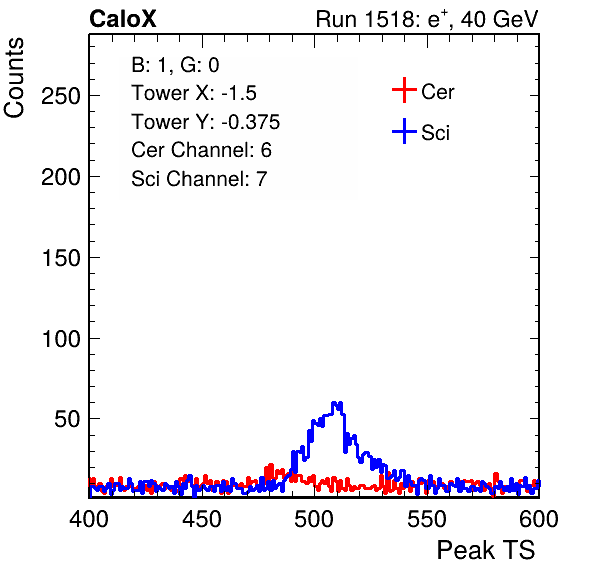 CaloX Run 1518: e⁺, 40 GeV
Counts
B: 1, G: 0
Tower X: -1.5
Tower Y: -0.375
Cer Channel: 6
Sci Channel: 7
Cer
Sci
250
200
150
100
50
400 450 500 550 600
Peak TS